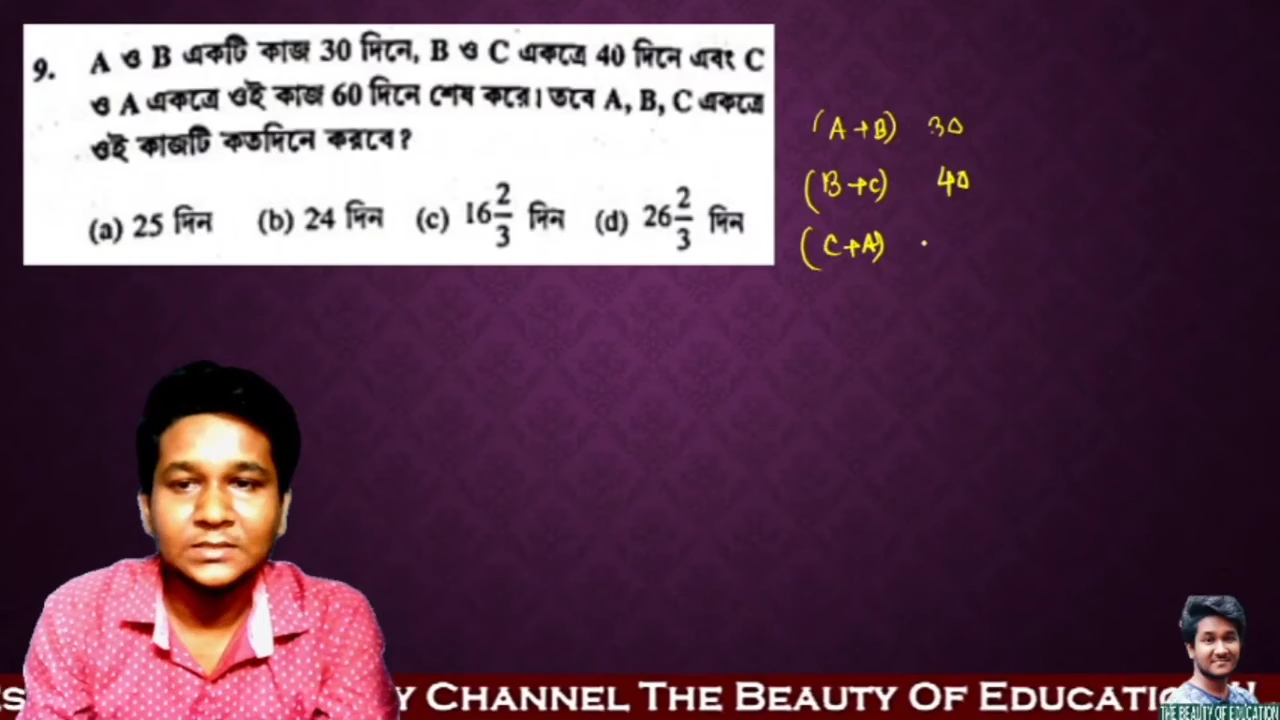 9. A ও B একটি কাজ 30 দিনে, B ও C একত্রে 40 দিনে এবং C
ও A একত্রে ওই কাজ 60 দিনে শেষ করে। তবে A, B, C একত্রে
ওই কাজটি কতদিনে করবে?
(a) 25 দিন (b) 24 দিন (c) 16 2/3 দিন (d) 26 2/3 দিন
(A+B) 30
(B+C) 40
(C+A)
Y CHANNEL THE BEAUTY OF EDUCATI
THE BEAUTY OF EDUCATION